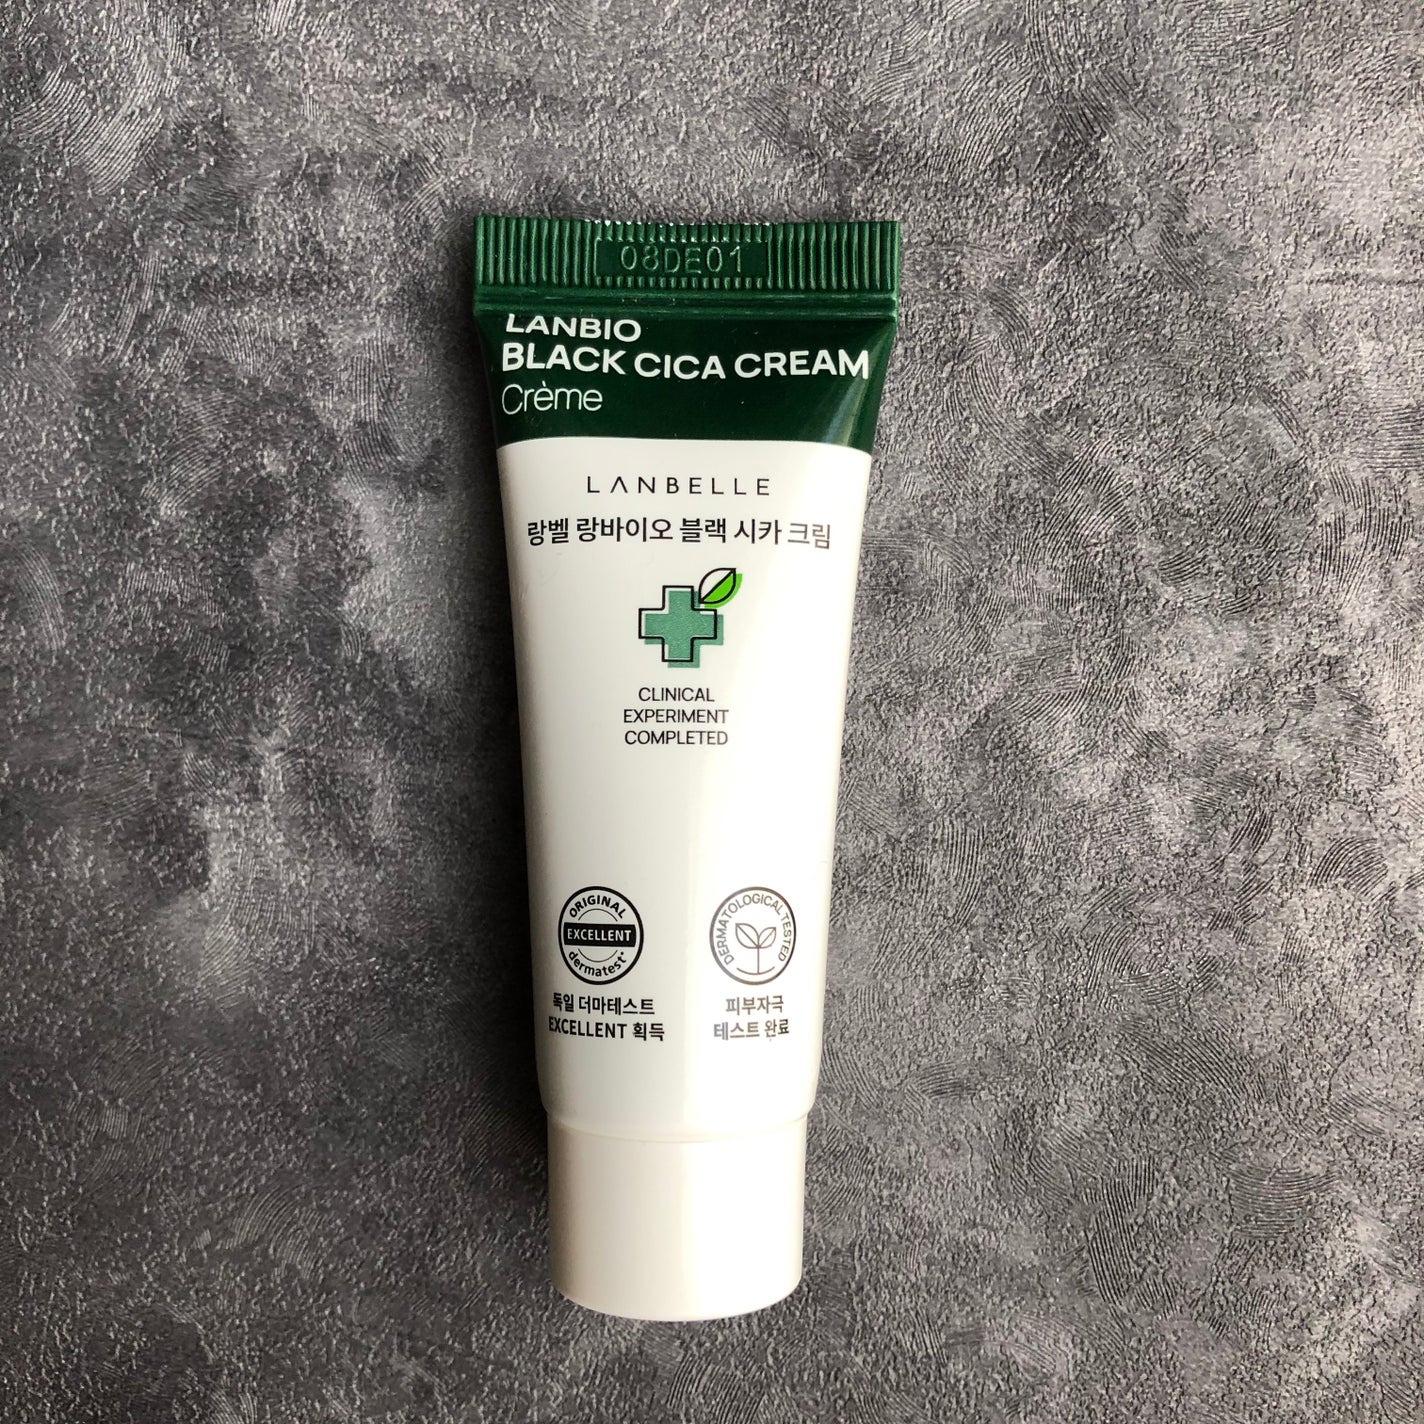 08DE01
LANBIO
BLACK CICA CREAM
Crème
LANBELLE
랑벨 랑바이오 블랙 시카 크림
CLINICAL
EXPERIMENT
COMPLETED
ORIGINAL
EXCELLENT
dermatest®
독일 더마테스트
EXCELLENT 획득
DERMATOLOGICAL TESTED
피부자극
테스트 완료